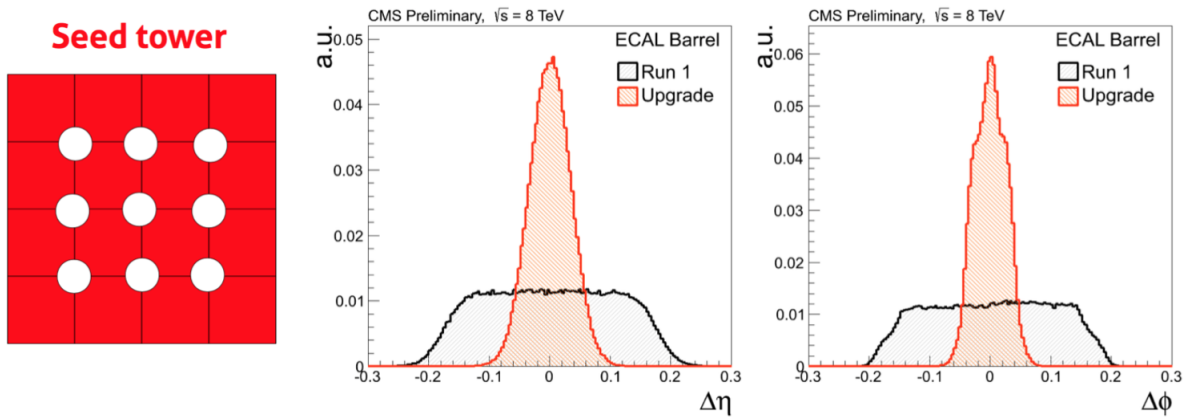 Seed tower
CMS Preliminary, √s = 8 TeV
a.u.
0.05
0.04
0.03
0.02
0.01
0
ECAL Barrel
Run 1
Upgrade
-0.3 -0.2 -0.1 0 0.1 0.2 0.3
Δη
CMS Preliminary, √s = 8 TeV
a.u.
0.06
0.05
0.04
0.03
0.02
0.01
0
ECAL Barrel
Run 1
Upgrade
-0.3 -0.2 -0.1 0 0.1 0.2 0.3
Δϕ